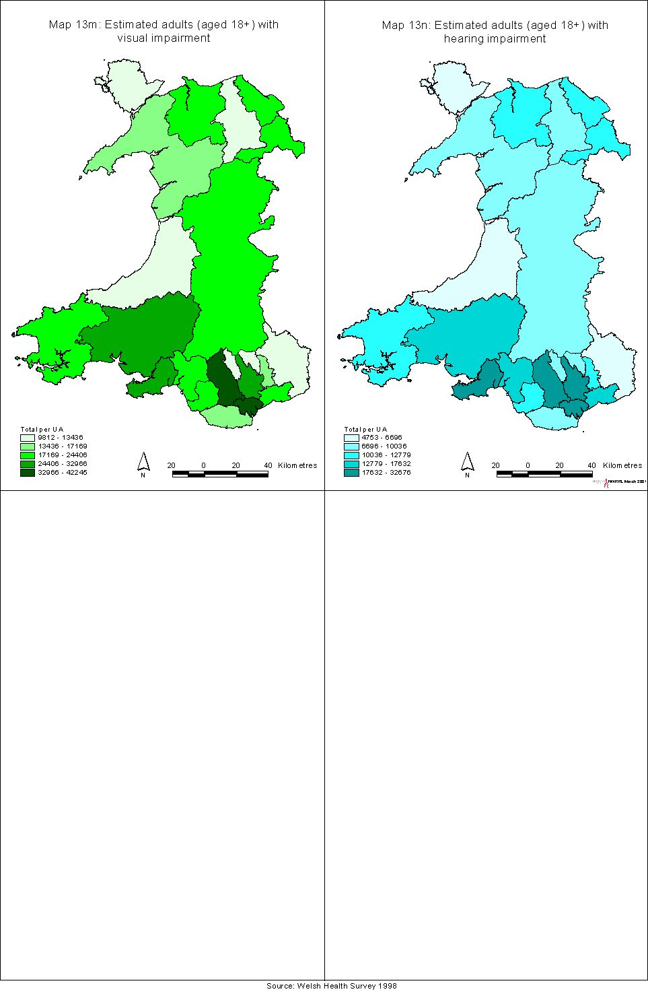 Map 13m: Estimated adults (aged 18+) with
visual impairment
Total per UA
9812 - 13436
13436 - 17169
17169 - 24406
24406 - 32966
32966 - 42245
N
20 0 20 40 Kilometres
Map 13n: Estimated adults (aged 18+) with
hearing impairment
Total per UA
4753 - 6696
6696 - 10036
10036 - 12779
12779 - 17632
17632 - 32676
N
20 0 20 40 Kilometres
NWRRL March 2001
Source: Welsh Health Survey 1998